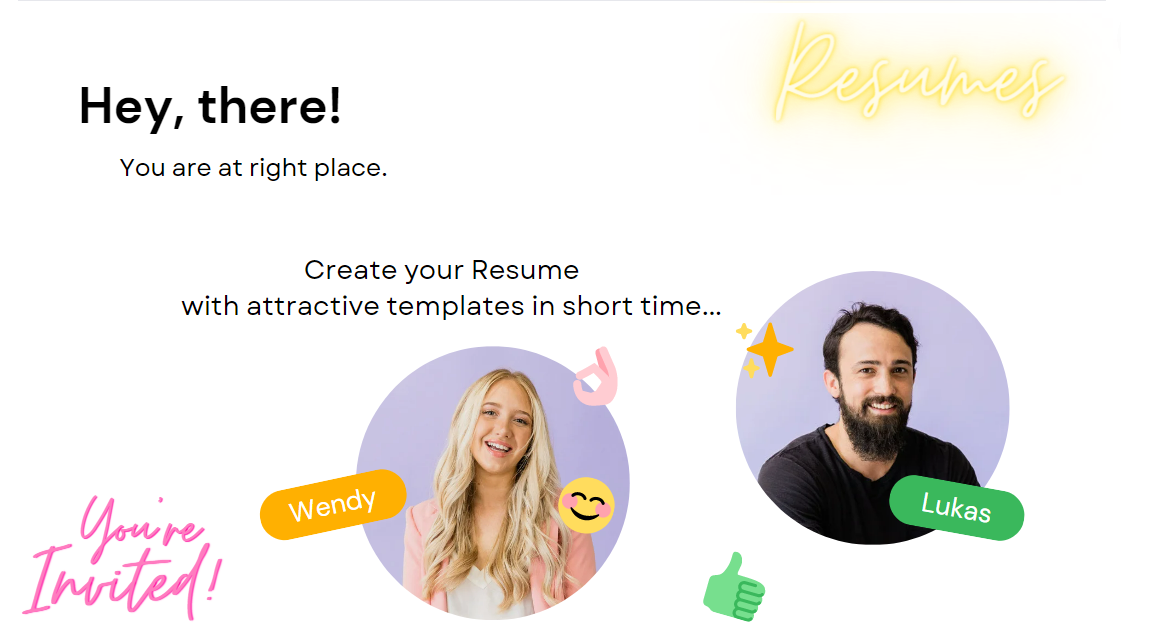 Resumes
Hey, there!
You are at right place.
Create your Resume
with attractive templates in short time...
Wendy
Lukas
You're
Invited!